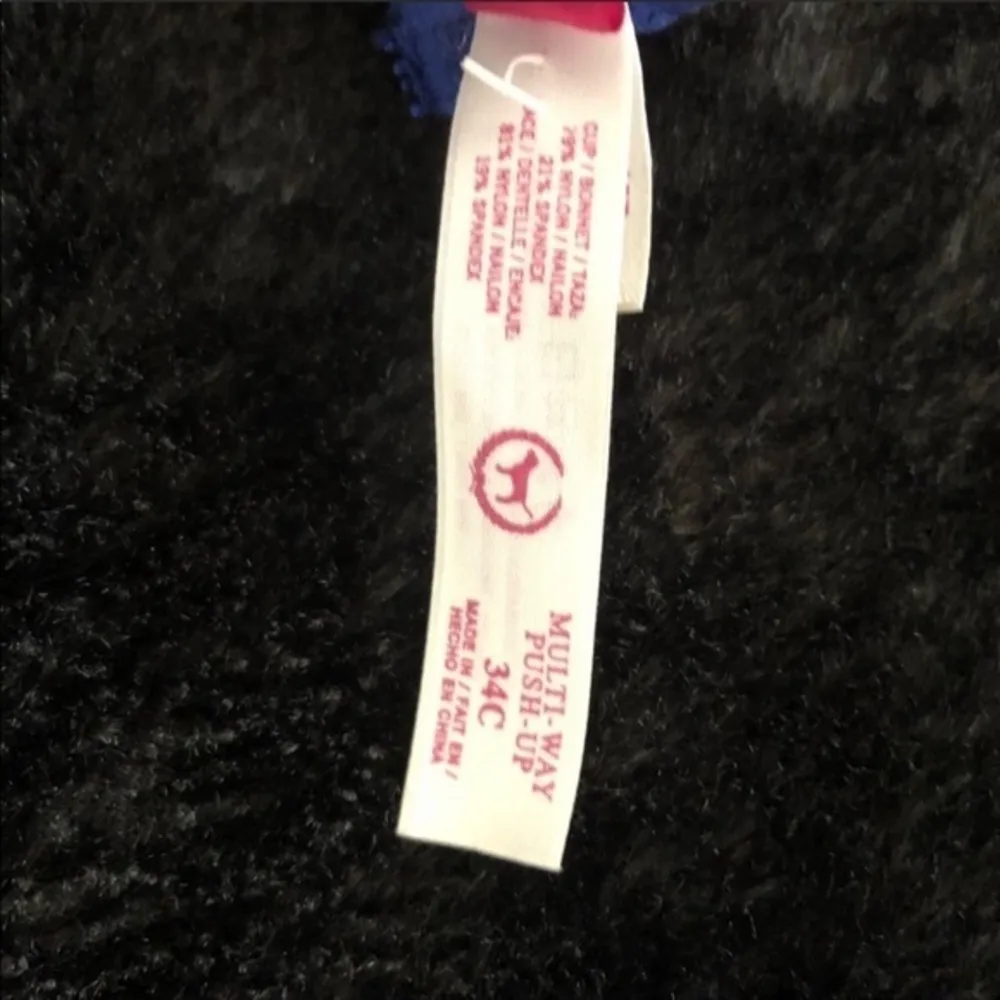 CUP / BONNET / TAZA:
79% NYLON / NAILON
21% SPANDEX
LACE / DENTELLE / ENCAJE:
81% NYLON / NAILON
19% SPANDEX
MULTI-WAY
PUSH-UP
34C
MADE IN / FAIT EN /
HECHO EN CHINA